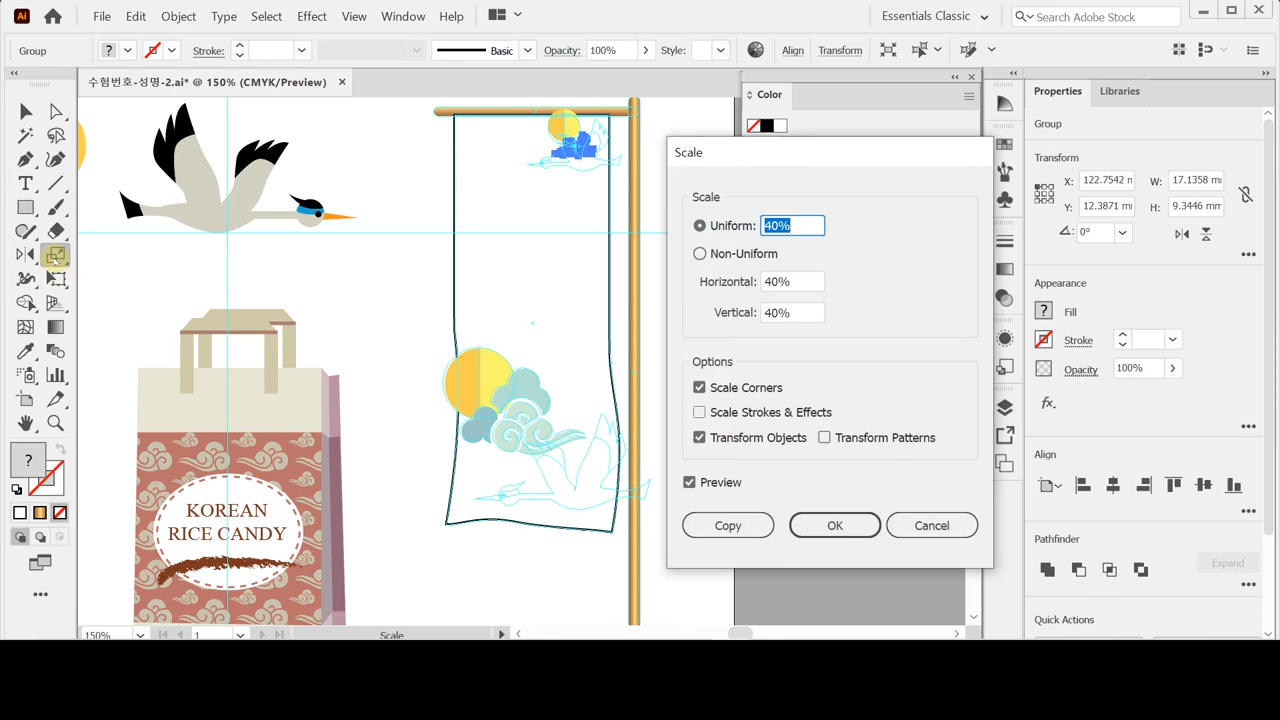 Ai
File Edit Object Type Select Effect View Window Help
Essentials Classic
Search Adobe Stock
Group
?
Stroke:
Basic
Opacity: 100%
Style:
Align
Transform
수험번호-성명-2.ai* @ 150% (CMYK/Preview)
Color
Properties Libraries
Group
Transform
X: 122.7542 m
W: 17.1358 m
Y: 12.3871 m
H: 9.3446 mm
0°
Appearance
? Fill
Stroke
Opacity 100%
fx.
Align
Pathfinder
Expand
Quick Actions
Scale
Scale
Uniform: 40%
Non-Uniform
Horizontal: 40%
Vertical: 40%
Options
Scale Corners
Scale Strokes & Effects
Transform Objects
Transform Patterns
Preview
Copy
OK
Cancel
?
KOREAN
RICE CANDY
150%
1
Scale